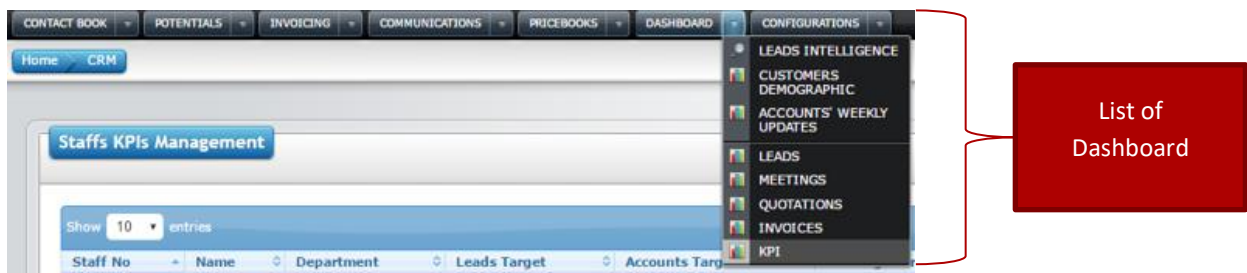 CONTACT BOOK POTENTIALS INVOICING COMMUNICATIONS PRICEBOOKS DASHBOARD CONFIGURATIONS
Home CRM
LEADS INTELLIGENCE
CUSTOMERS
DEMOGRAPHIC
ACCOUNTS' WEEKLY
UPDATES
LEADS
MEETINGS
QUOTATIONS
INVOICES
KPI
List of
Dashboard
Staffs KPIs Management
Show 10 entries
Staff No Name Department Leads Target Accounts Targ